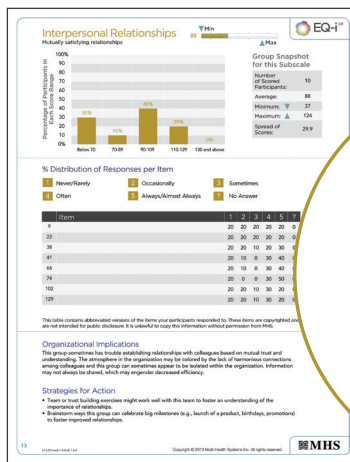 Interpersonal Relationships
Mutually satisfying relationships
▼Min
88
▲Max
EQ-i 2.0
Percentage of Participants in Each Score Range
100%
90
80
70
60
50
40
30
20
10
0%
30%
10%
40%
20%
0%
Below 70 70-89 90-109 110-129 130 and above
Group Snapshot
for this Subscale
Number of Scored Participants: 10
Average: 88
Minimum: ▼ 37
Maximum: ▲ 124
Spread of Scores: 29.9
% Distribution of Responses per Item
1 Never/Rarely 2 Occasionally 3 Sometimes
4 Often 5 Always/Almost Always ? No Answer
Item 1 2 3 4 5 ?
9 20 20 20 20 20 0
22 20 20 20 20 20 0
38 20 20 10 20 30 0
41 20 10 0 30 40
66 20 10 0 30 40
74 20 0 0 30 50
102 20 20 10 30 20
129 20 20 10 20 30
This table contains abbreviated versions of the items your participants responded to. These items are copyrighted an
are not intended for public disclosure. It is unlawful to copy this information without permission from MHS.
Organizational Implications
This group sometimes has trouble establishing relationships with colleagues based on mutual trust and
understanding. The atmosphere in the organization may be colored by the lack of harmonious connections
among colleagues and this group can sometimes appear to be isolated within the organization. Information
may not always be shared, which may engender decreased efficiency.
Strategies for Action
• Team or trust building exercises might work well with this team to foster an understanding of the
importance of relationships.
• Brainstorm ways this group can celebrate big milestones (e.g., launch of a product, birthdays, promotions)
to foster improved relationships.
13
Copyright © 2013 Multi-Health Systems Inc. All rights reserved.
MHS